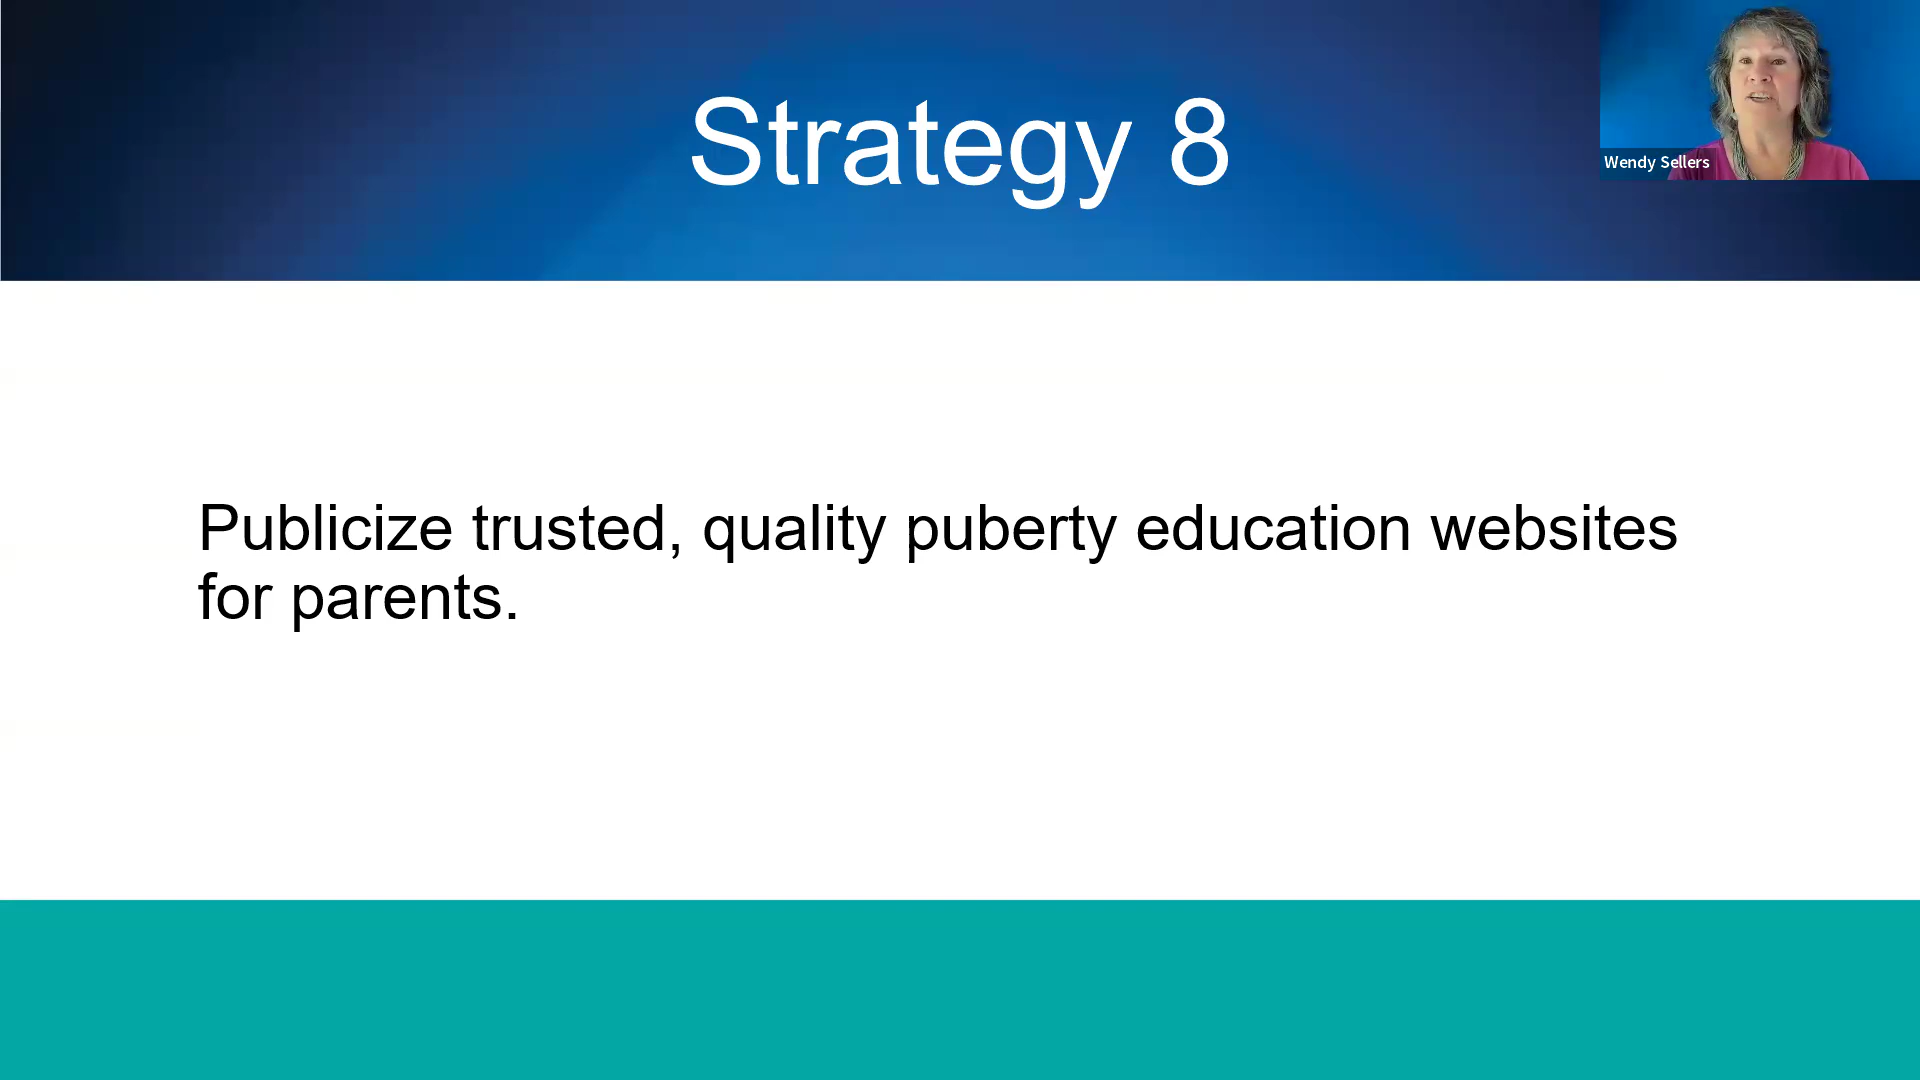 Strategy 8
Wendy Sellers
Publicize trusted, quality puberty education websites
for parents.